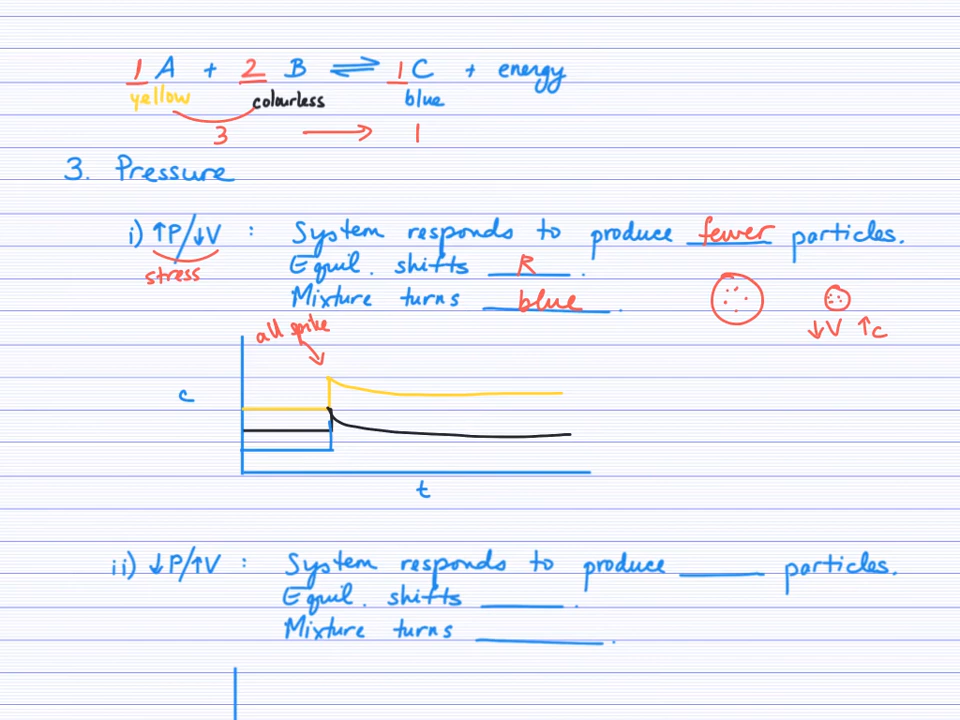 1 A + 2 B ⇌ 1 C + energy
yellow colourless blue
3 → 1
3. Pressure
i) ↑P/↓V : System responds to produce fewer particles.
stress Equil. shifts R.
Mixture turns blue.
↓V ↑c
all spike
c
t
ii) ↓P/↑V : System responds to produce ____ particles.
Equil. shifts ____.
Mixture turns ____.